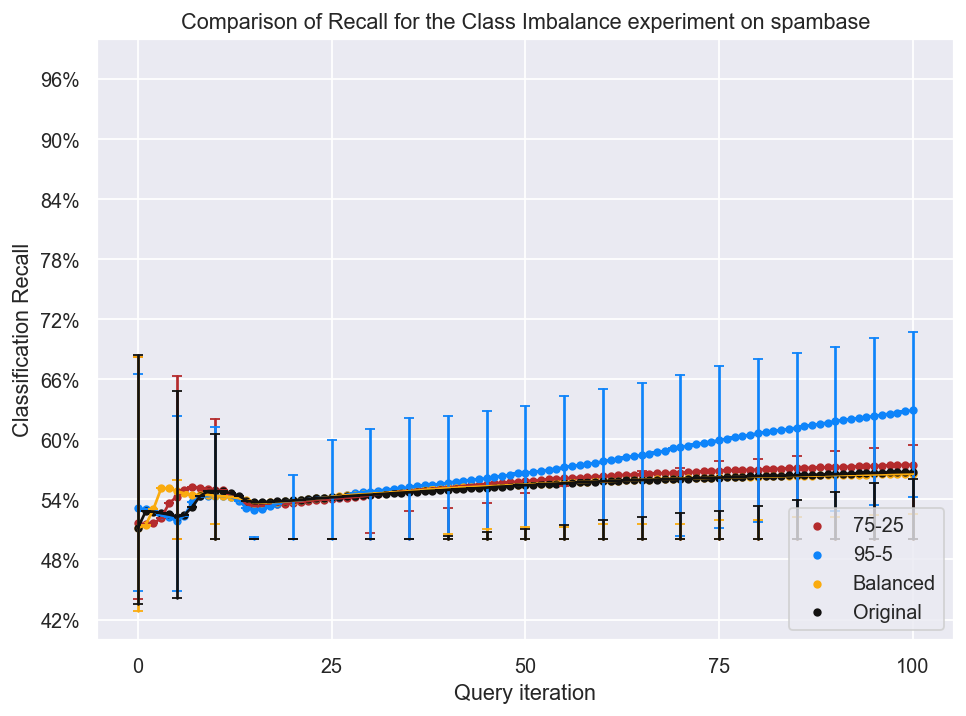 Comparison of Recall for the Class Imbalance experiment on spambase
96%
90%
84%
78%
72%
66%
60%
54%
48%
42%
Classification Recall
75-25
95-5
Balanced
Original
0 25 50 75 100
Query iteration